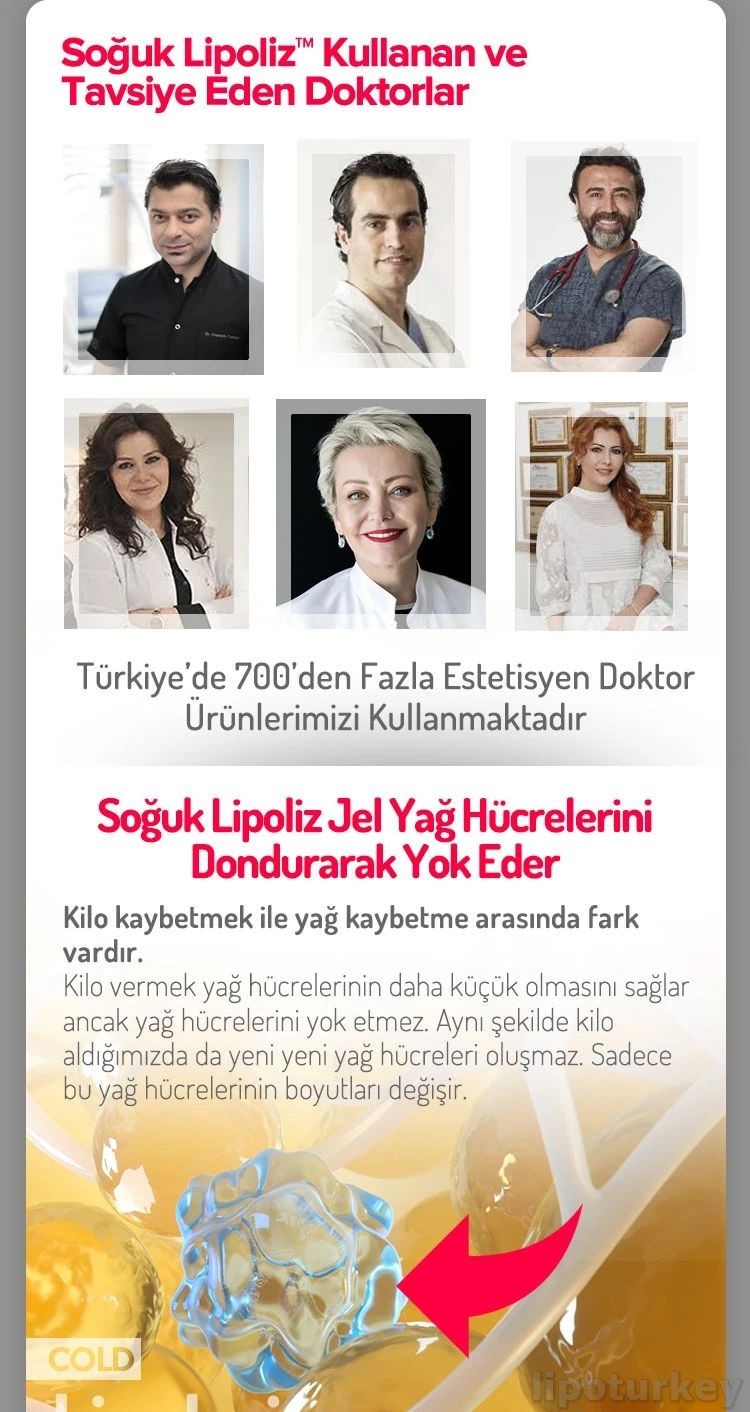 Soğuk Lipoliz™ Kullanan ve
Tavsiye Eden Doktorlar
Türkiye'de 700'den Fazla Estetisyen Doktor
Ürünlerimizi Kullanmaktadır
Soğuk Lipoliz Jel Yağ Hücrelerini
Dondurarak Yok Eder
Kilo kaybetmek ile yağ kaybetme arasında fark
vardır.
Kilo vermek yağ hücrelerinin daha küçük olmasını sağlar
ancak yağ hücrelerini yok etmez. Aynı şekilde kilo
aldığımızda da yeni yeni yağ hücreleri oluşmaz. Sadece
bu yağ hücrelerinin boyutları değişir.
COLD
lipoturkey